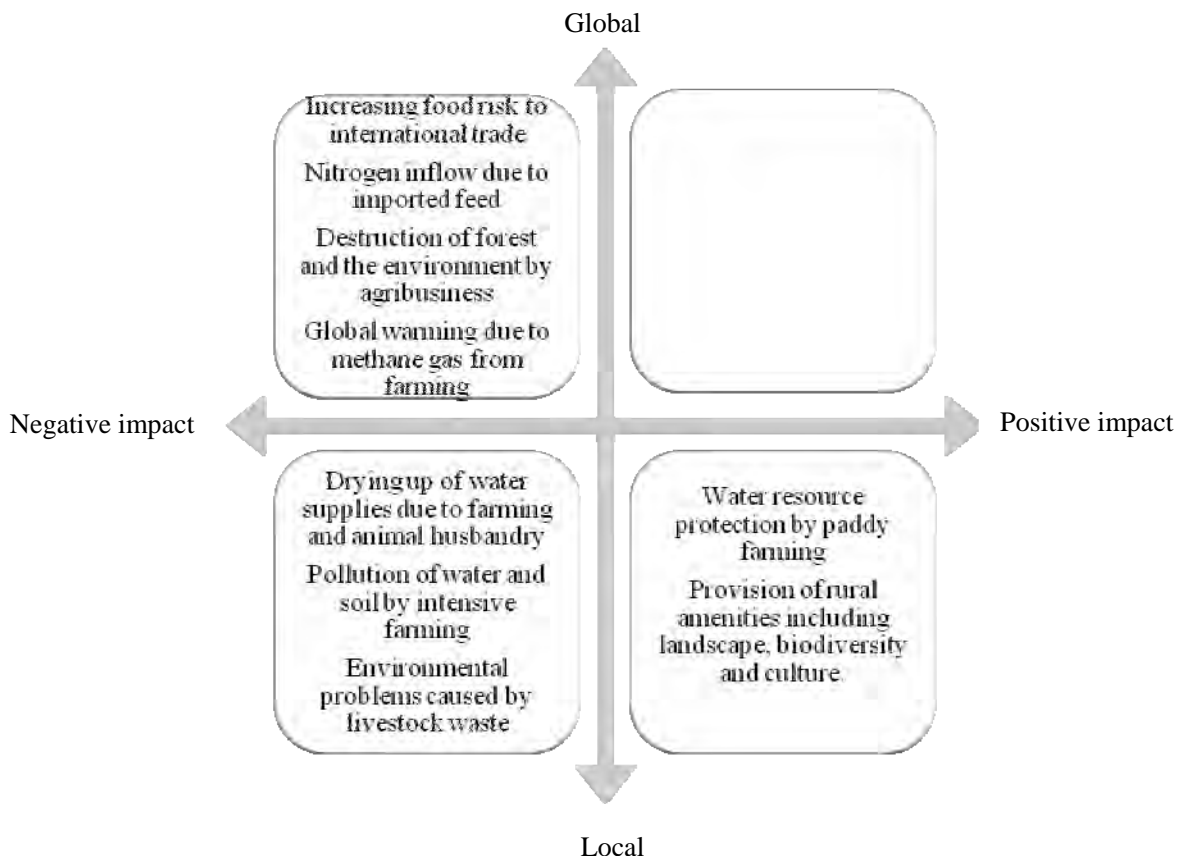 Global
Increasing food risk to
international trade
Nitrogen inflow due to
imported feed
Destruction of forest
and the environment by
agribusiness
Global warming due to
methane gas from
farming
Negative impact
Positive impact
Drying up of water
supplies due to farming
and animal husbandry
Pollution of water and
soil by intensive
farming
Environmental
problems caused by
livestock waste
Water resource
protection by paddy
farming
Provision of rural
amenities including
landscape, biodiversity
and culture.
Local